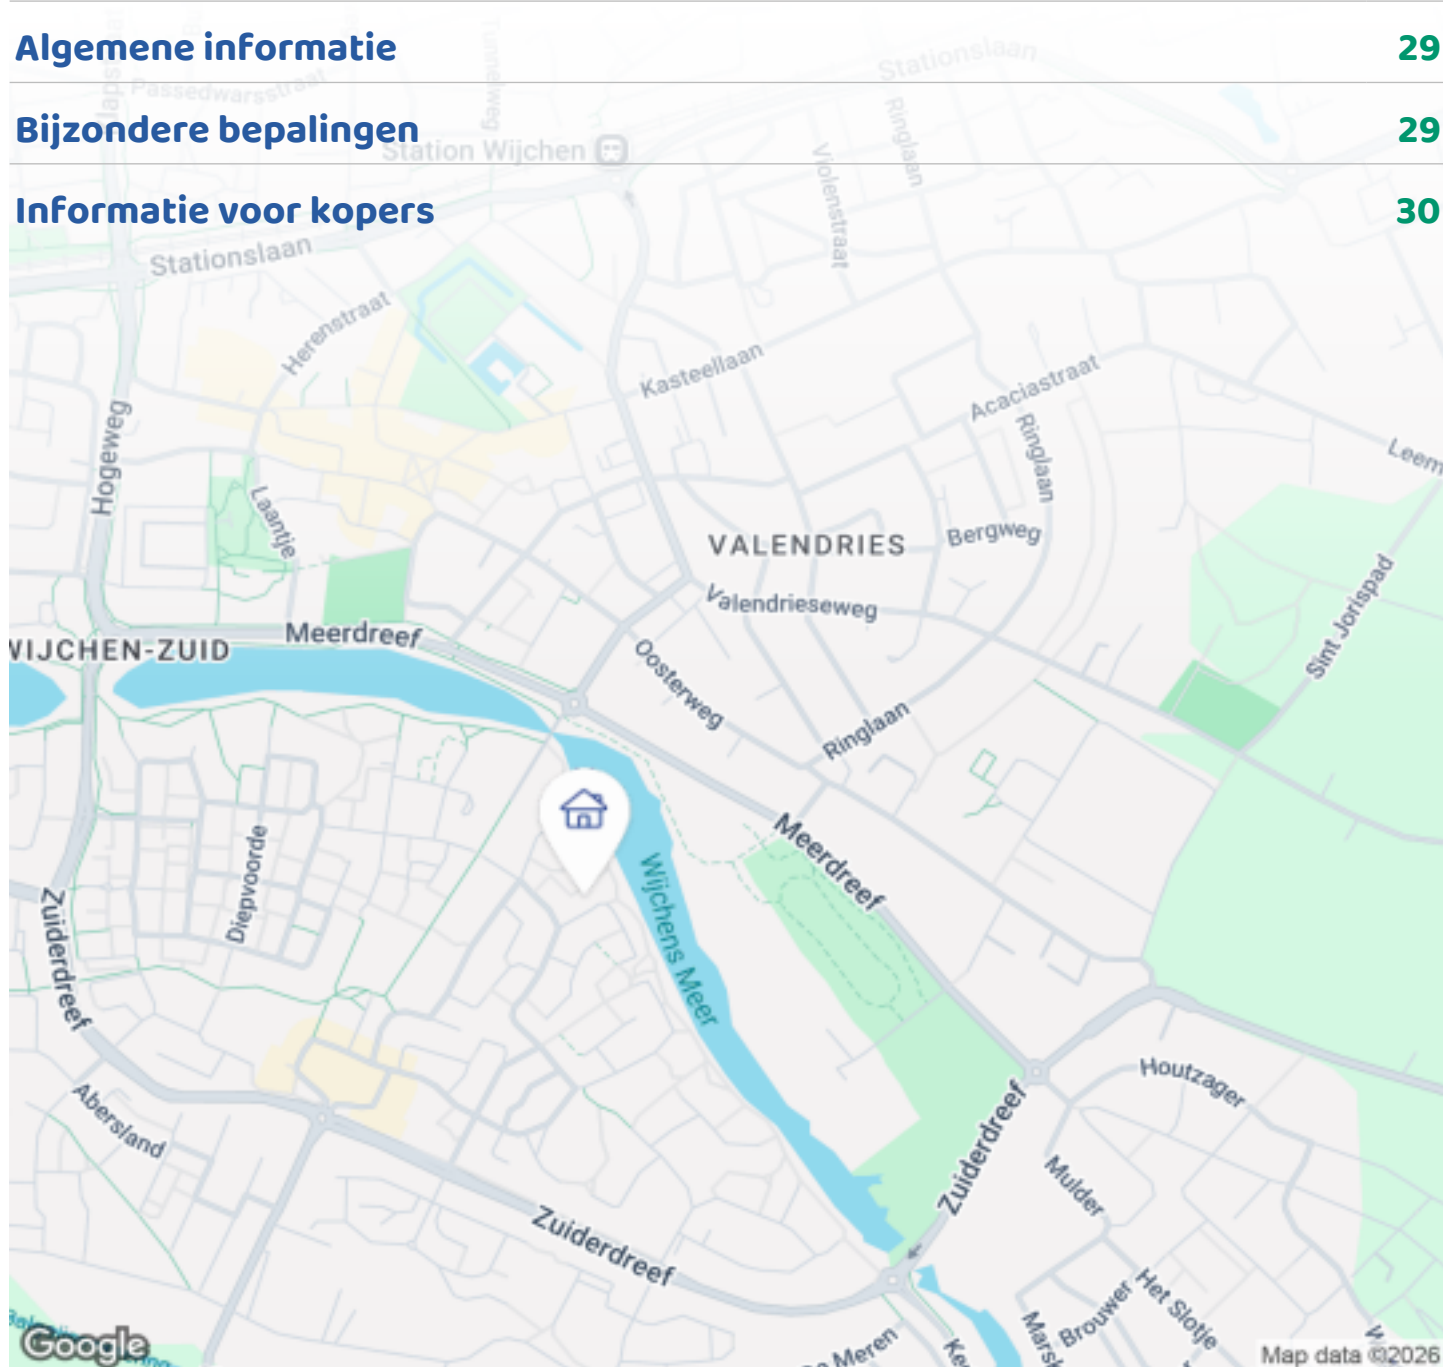 Algemene informatie 29
Passedwarsstraat
Tunnelweg
Stationslaan
Bijzondere bepalingen 29
Station Wijchen
Ringlaan
Violenstraat
Informatie voor kopers 30
Stationslaan
Herenstraat
Kasteellaan
Acaciastraat
Hogeweg
Ringlaan
Laantje
VALENDRIES
Bergweg
Valendrieseweg
Sint Jorispad
Meerdreef
WIJCHEN-ZUID
Oosterweg
Ringlaan
Meerdreef
Diepvoorde
Wijchens Meer
Zuiderdreef
Houtzager
Abersland
Zuiderdreef
Mulder
Zuiderdreef
Het Slotje
Brouwer
Meren
Google
Map data ©2026